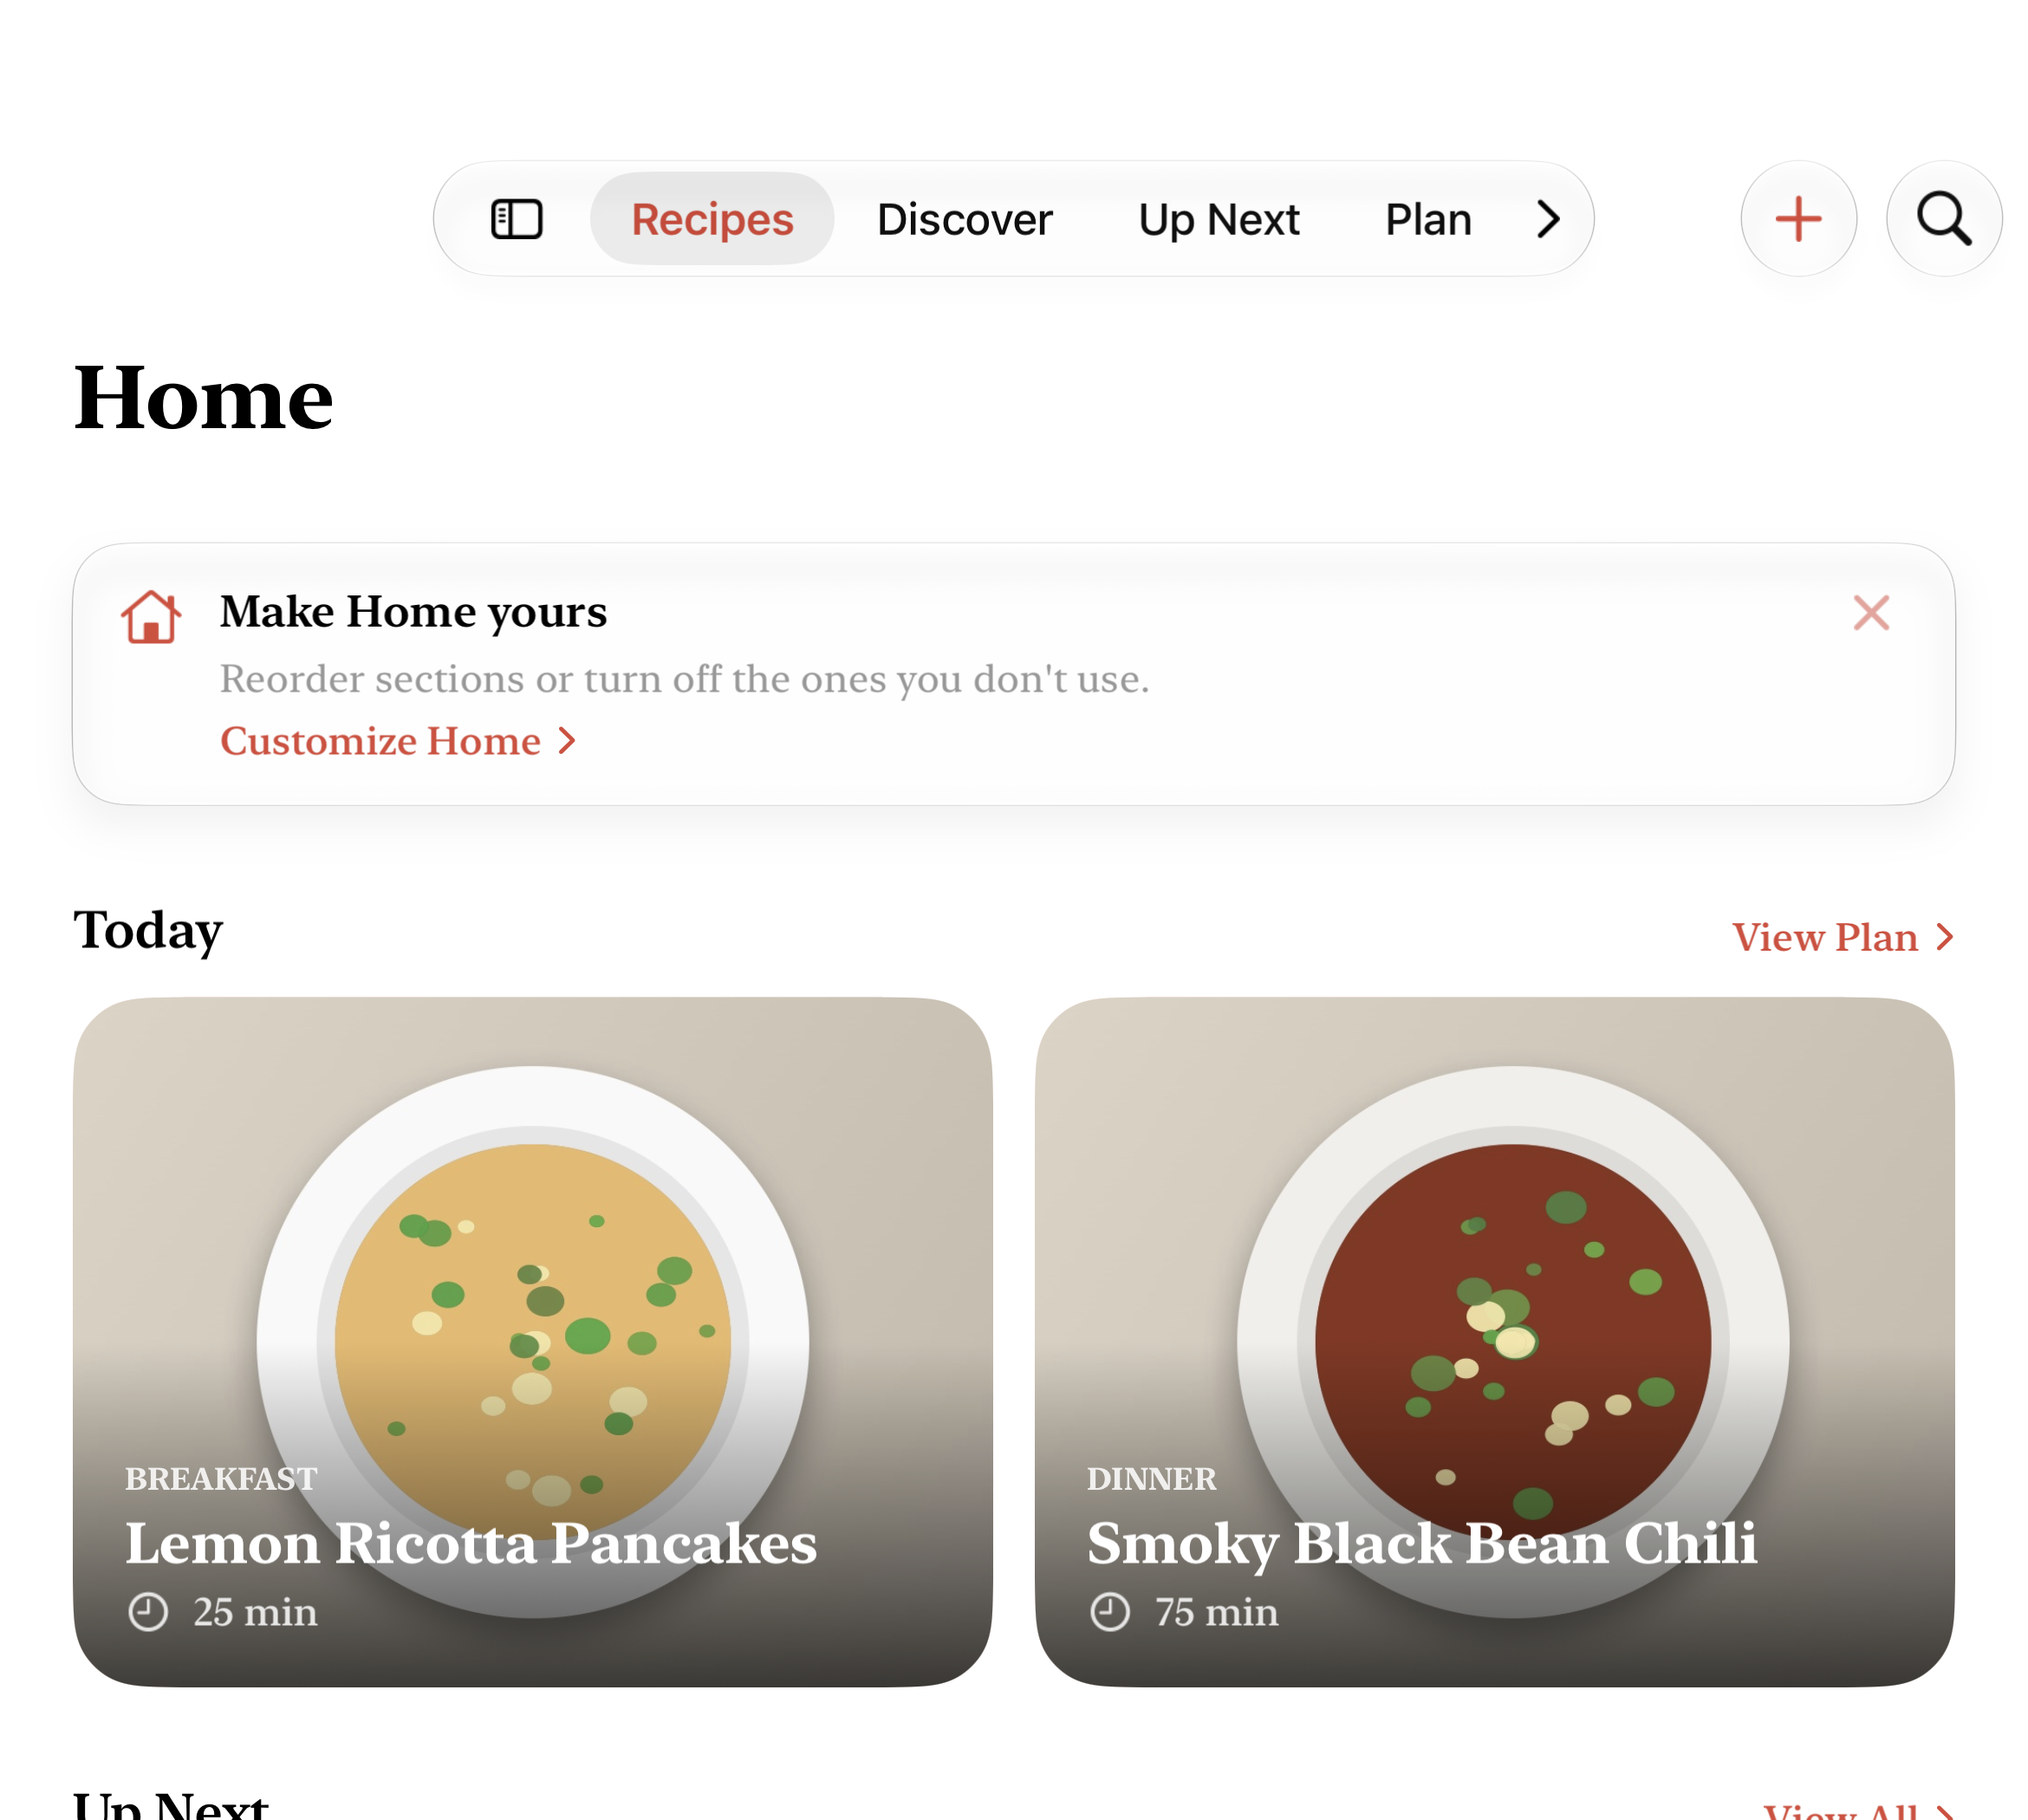 Recipes Discover Up Next Plan
Home
Make Home yours
Reorder sections or turn off the ones you don't use.
Customize Home
Today
View Plan
BREAKFAST
Lemon Ricotta Pancakes
25 min
DINNER
Smoky Black Bean Chili
75 min
Up Next
View All